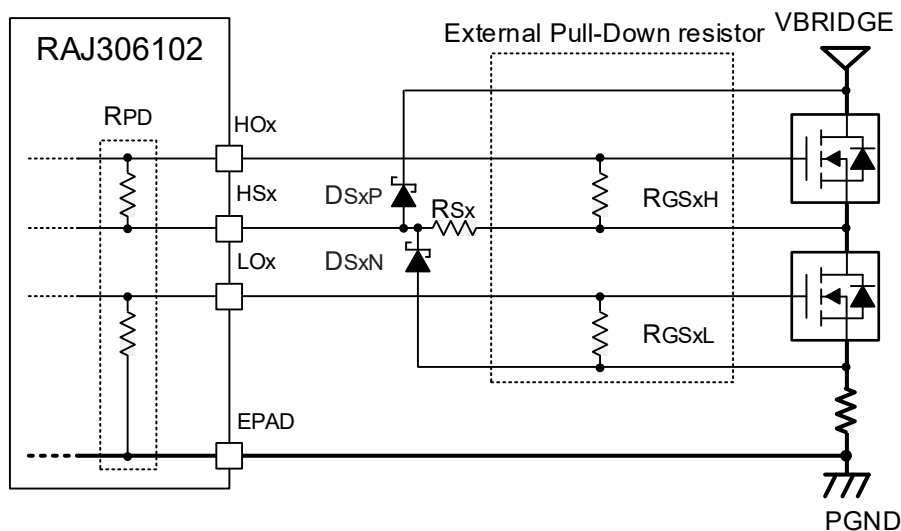 External Pull-Down resistor
VBRIDGE
RAJ306102
RPD
HOx
HSx
DSxP
RSx
RGSxH
LOx
DSxN
RGSxL
EPAD
PGND